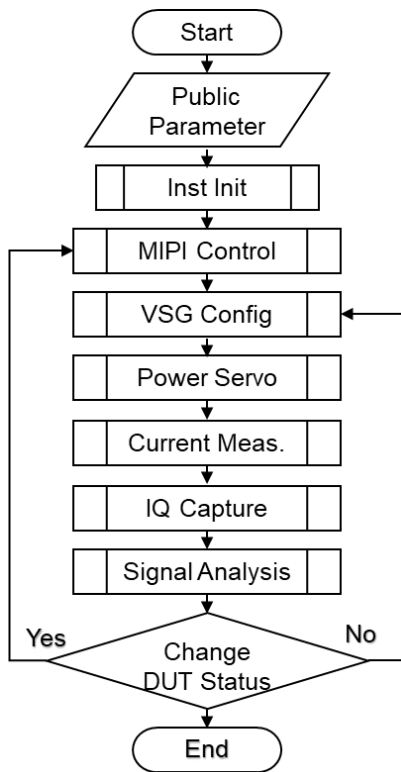 Start
Public
Parameter
Inst Init
MIPI Control
VSG Config
Power Servo
Current Meas.
IQ Capture
Signal Analysis
Yes
No
Change
DUT Status
End